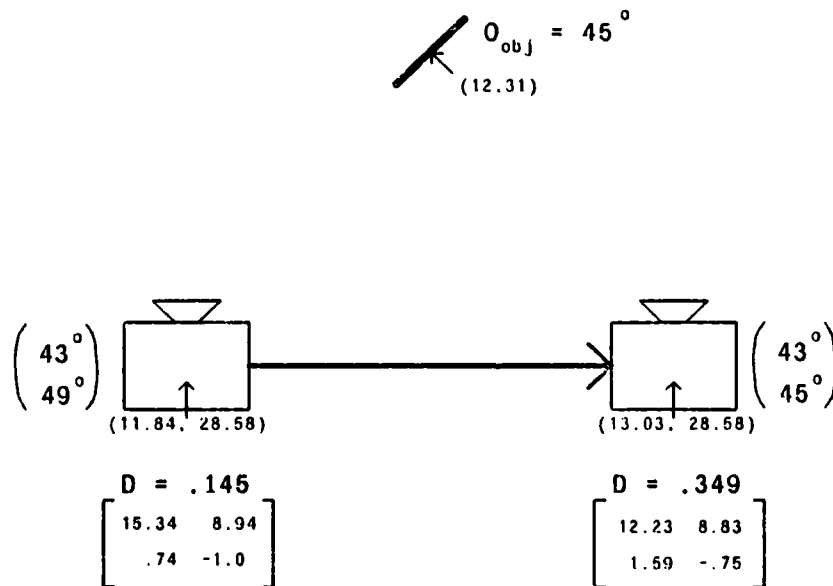 O_obj = 45°
(12.31)
43° 43°
49° 45°
(11.84, 28.58) (13.03, 28.58)
D = .145 D = .349
15.34 8.94 12.23 8.83
.74 -1.0 1.59 -.75